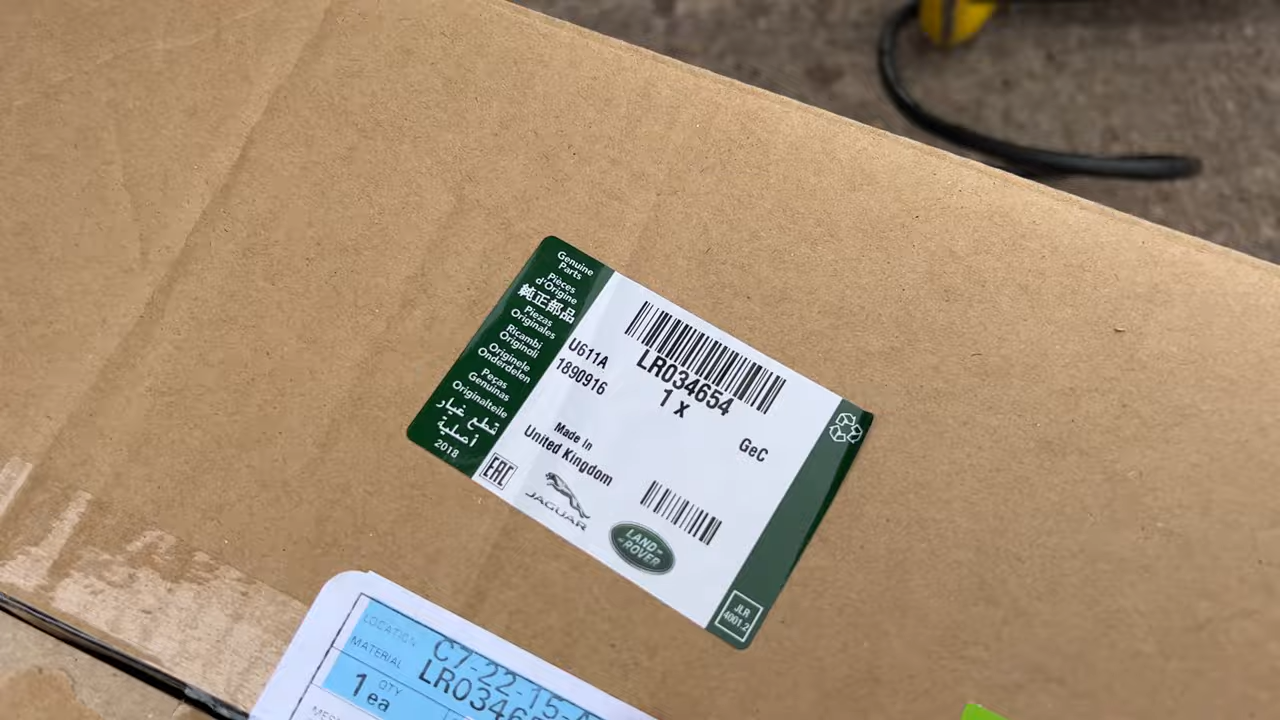 Genuine
Parts
Pièces
d'Origine
純正部品
Piezas
Originales
Ricambi
Originali
Originele
Onderdelen
Peças
Genuínas
Originalteile
قطع غيار
أصلية
2018
LR034654
1 X
U611A
1890916
GeC
Made In
United Kingdom
EAC
JAGUAR
LAND-
-ROVER
JLR
4001.2
LOCATION
C7-22-15-A
MATERIAL
LR0346
QTY
1 ea